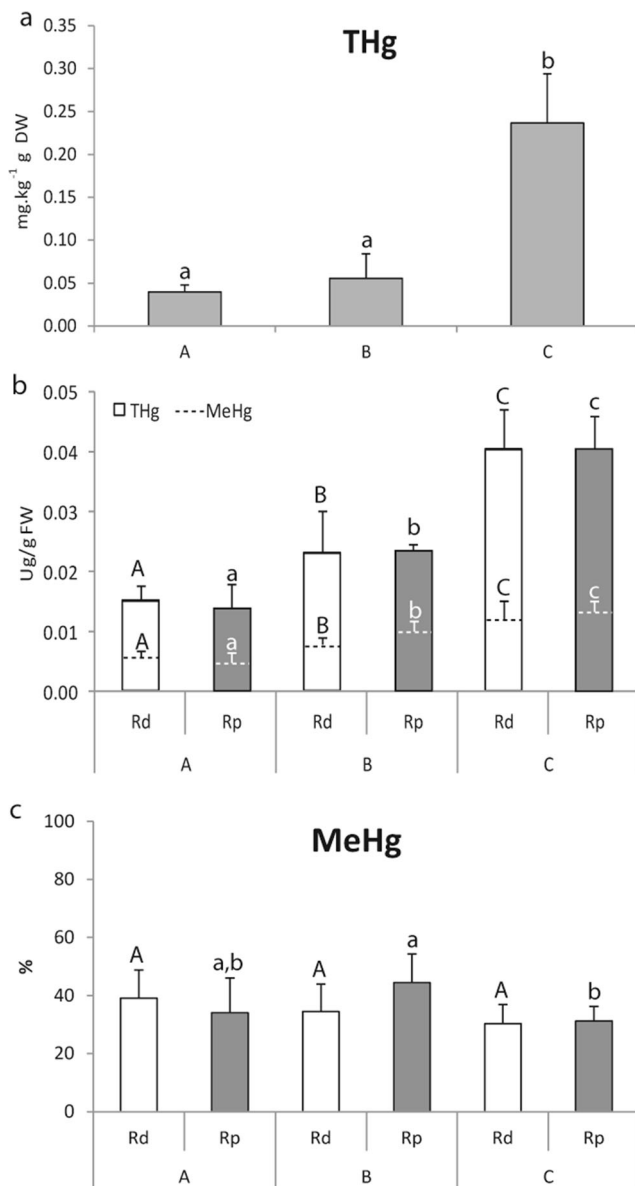 a
THg
0.35
b
0.30
0.25
0.20
0.15
0.10
a
a
0.05
0.00
mg.kg⁻¹ g DW
A B C
b
0.05
THg MeHg
C c
0.04
0.03
B b
0.02
A a
C c
0.01
A a B b
0.00
Ug/g FW
Rd Rp Rd Rp Rd Rp
A B C
c
100
MeHg
80
60
A a,b A a A b
40
20
0
%
Rd Rp Rd Rp Rd Rp
A B C